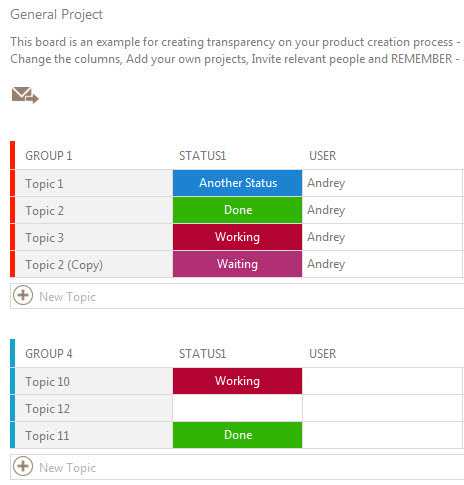 General Project
This board is an example for creating transparency on your product creation process -
Change the columns, Add your own projects, Invite relevant people and REMEMBER -
GROUP 1 STATUS1 USER
Topic 1 Another Status Andrey
Topic 2 Done Andrey
Topic 3 Working Andrey
Topic 2 (Copy) Waiting Andrey
New Topic
GROUP 4 STATUS1 USER
Topic 10 Working
Topic 12
Topic 11 Done
New Topic